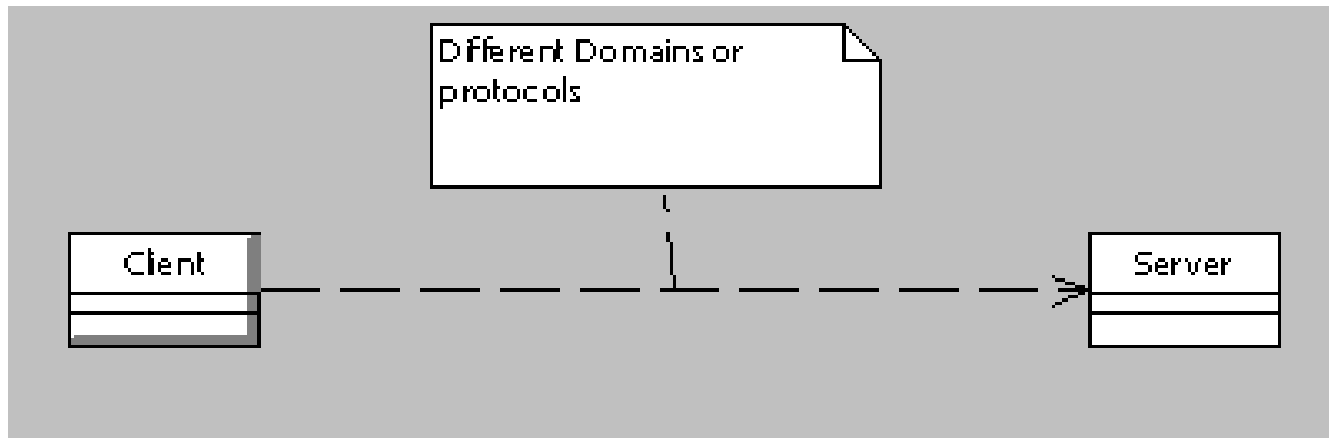 Different Domains or
protocols
Client
Server